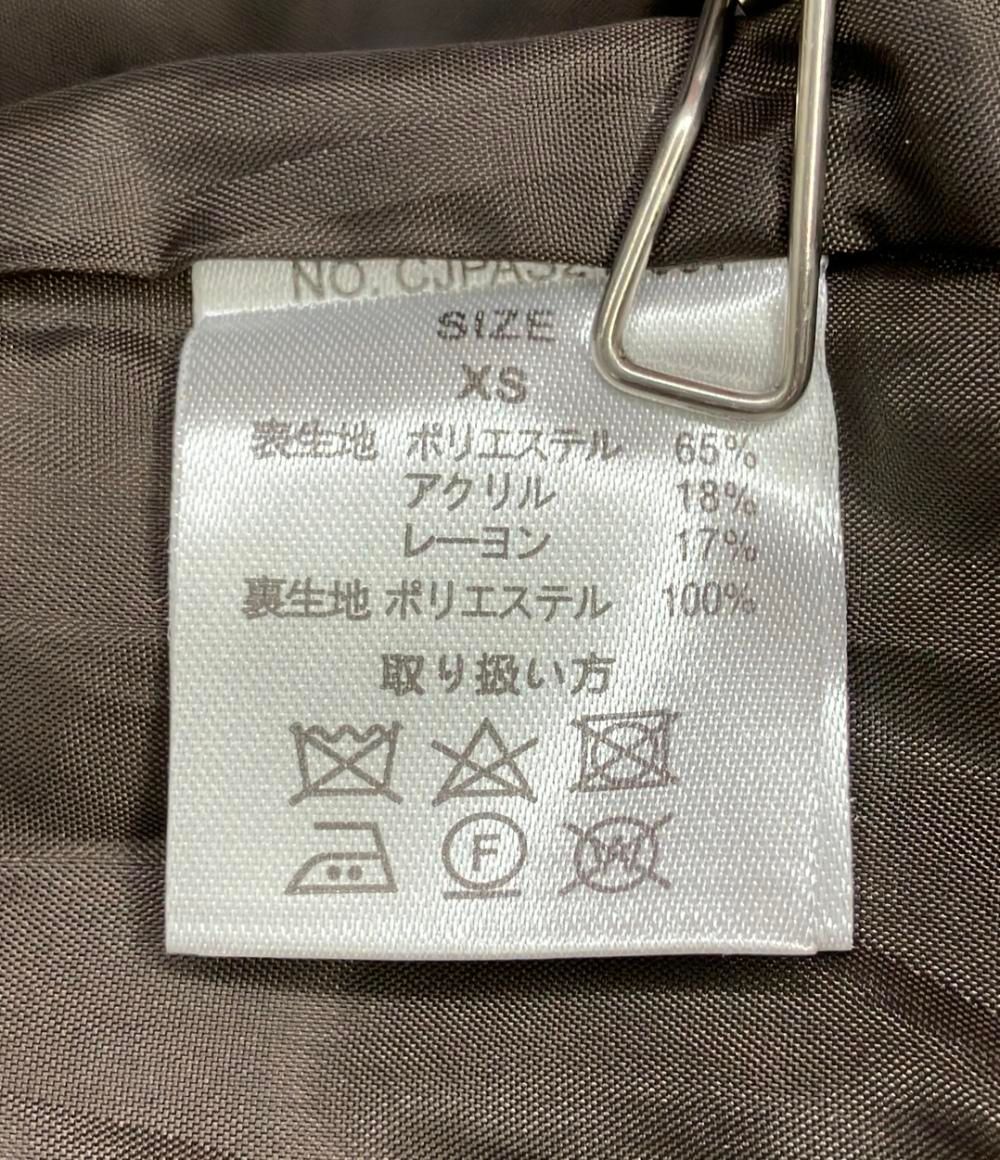 NO.
SIZE
XS
表生地 ポリエステル 65%
アクリル 18%
レーヨン 17%
裏生地 ポリエステル 100%
取り扱い方
F
W